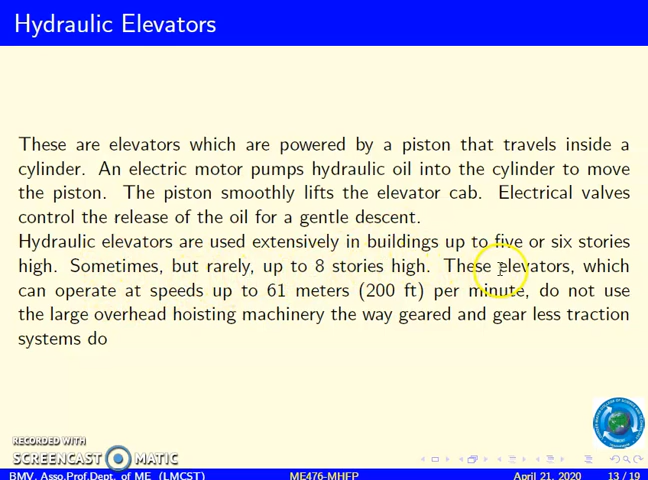 Hydraulic Elevators
These are elevators which are powered by a piston that travels inside a
cylinder. An electric motor pumps hydraulic oil into the cylinder to move
the piston. The piston smoothly lifts the elevator cab. Electrical valves
control the release of the oil for a gentle descent.
Hydraulic elevators are used extensively in buildings up to five or six stories
high. Sometimes, but rarely, up to 8 stories high. These elevators, which
can operate at speeds up to 61 meters (200 ft) per minute, do not use
the large overhead hoisting machinery the way geared and gear less traction
systems do
RECORDED WITH
SCREENCAST MATIC
BMV, Asso.Prof.Dept. of ME (LMCST) ME476-MHFP April 21, 2020 13 / 19